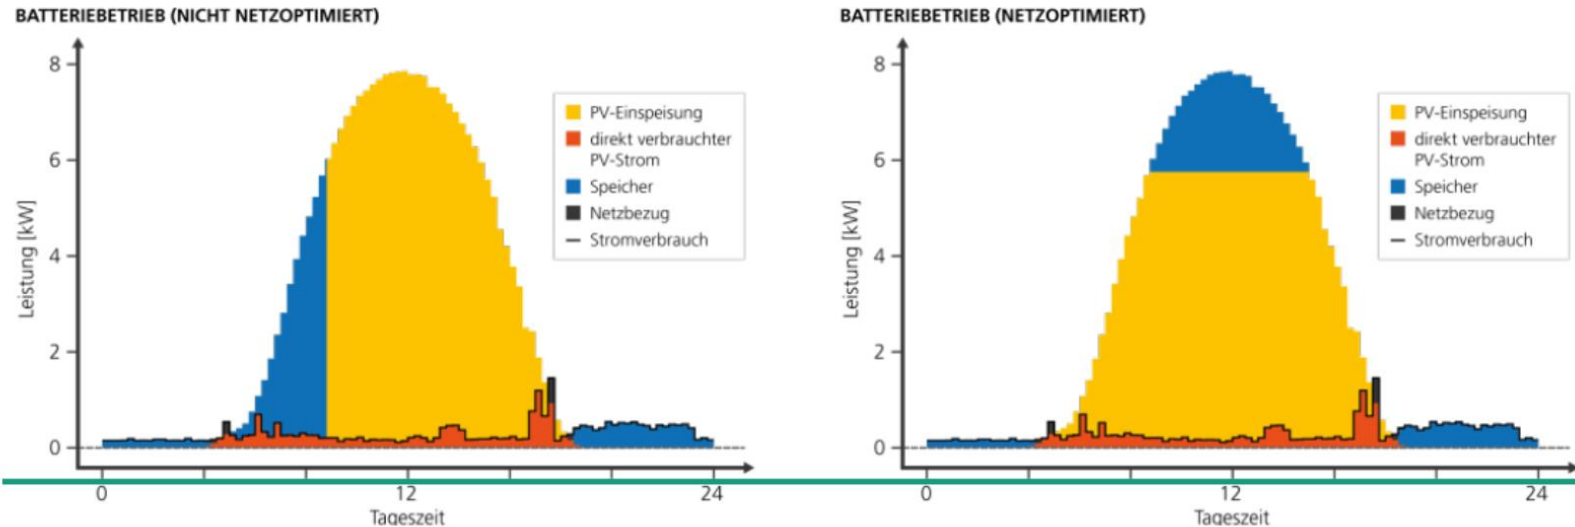 BATTERIEBETRIEB (NICHT NETZOPTIMIERT)
8
6
4
2
0
Leistung [kW]
PV-Einspeisung
direkt verbrauchter
PV-Strom
Speicher
Netzbezug
Stromverbrauch
0
12
24
Tageszeit
BATTERIEBETRIEB (NETZOPTIMIERT)
8
6
4
2
0
Leistung [kW]
PV-Einspeisung
direkt verbrauchter
PV-Strom
Speicher
Netzbezug
Stromverbrauch
0
12
24
Tageszeit